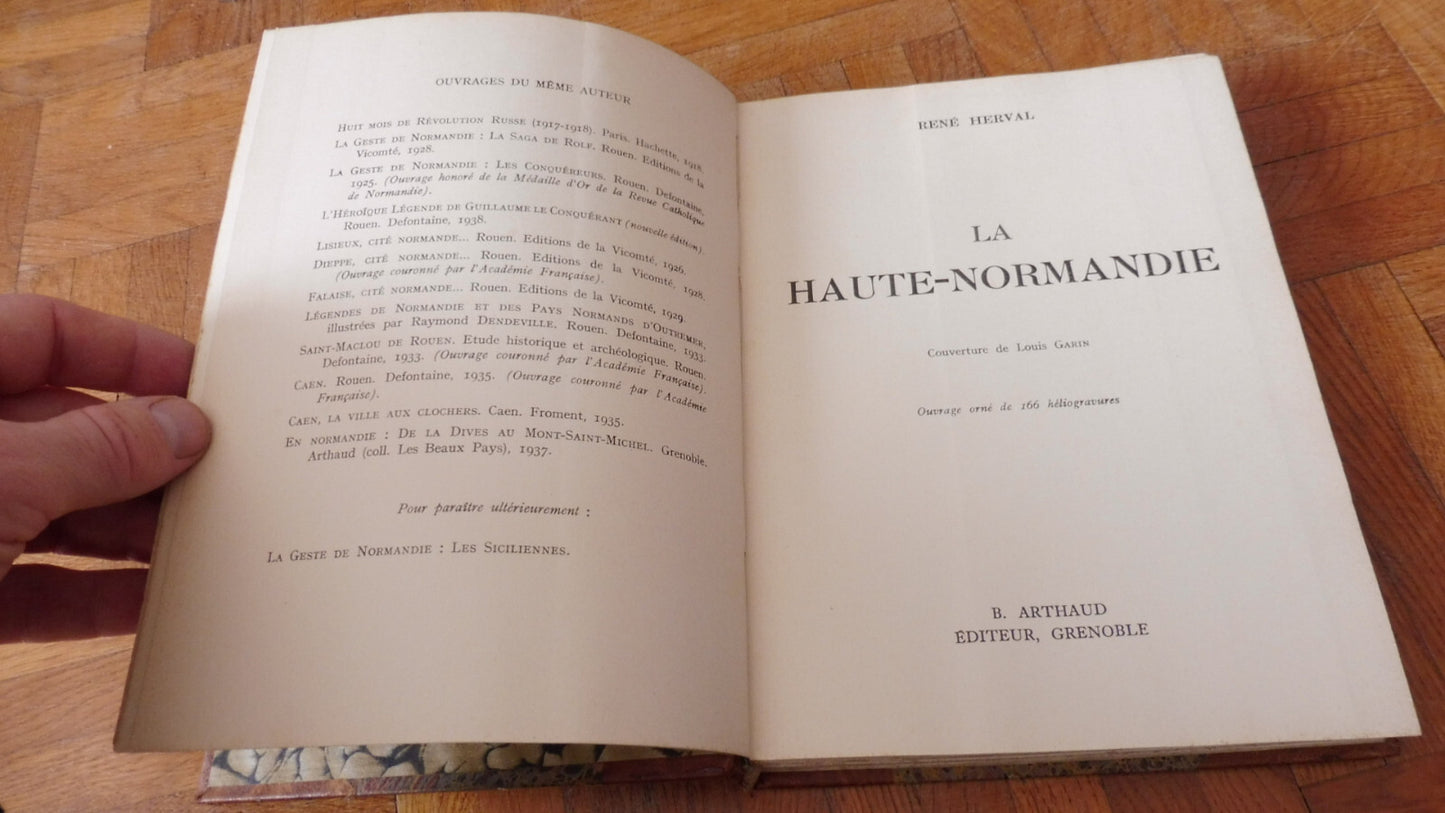 OUVRAGES DU MÊME AUTEUR
HUIT MOIS DE RÉVOLUTION RUSSE (1917-1918). Paris. Hachette, 1918.
LA GESTE DE NORMANDIE : LA SAGA DE ROLF. Rouen. Editions de la
Vicomté, 1928.
LA GESTE DE NORMANDIE : LES CONQUÉREURS. Rouen. Defontaine,
1925. (Ouvrage honoré de la Médaille d'Or de la Revue Catholique
de Normandie).
L'HÉROÏQUE LÉGENDE DE GUILLAUME LE CONQUÉRANT (nouvelle édition).
Rouen. Defontaine, 1938.
LISIEUX, CITÉ NORMANDE... Rouen. Editions de la Vicomté, 1926.
DIEPPE, CITÉ NORMANDE... Rouen. Editions de la Vicomté, 1928.
(Ouvrage couronné par l'Académie Française).
FALAISE, CITÉ NORMANDE... Rouen. Editions de la Vicomté, 1929.
LÉGENDES DE NORMANDIE ET DES PAYS NORMANDS D'OUTREMER,
illustrées par Raymond DENDEVILLE. Rouen. Defontaine, 1933.
SAINT-MACLOU DE ROUEN. Etude historique et archéologique. Rouen.
Defontaine, 1933. (Ouvrage couronné par l'Académie Française).
CAEN. Rouen. Defontaine, 1935. (Ouvrage couronné par l'Académie
Française).
CAEN, LA VILLE AUX CLOCHERS. Caen. Froment, 1935.
EN NORMANDIE : DE LA DIVES AU MONT-SAINT-MICHEL. Grenoble.
Arthaud (coll. Les Beaux Pays), 1937.
Pour paraître ultérieurement :
LA GESTE DE NORMANDIE : LES SICILIENNES.
RENÉ HERVAL
LA
HAUTE-NORMANDIE
Couverture de Louis GARIN
Ouvrage orné de 166 héliogravures
B. ARTHAUD
ÉDITEUR, GRENOBLE